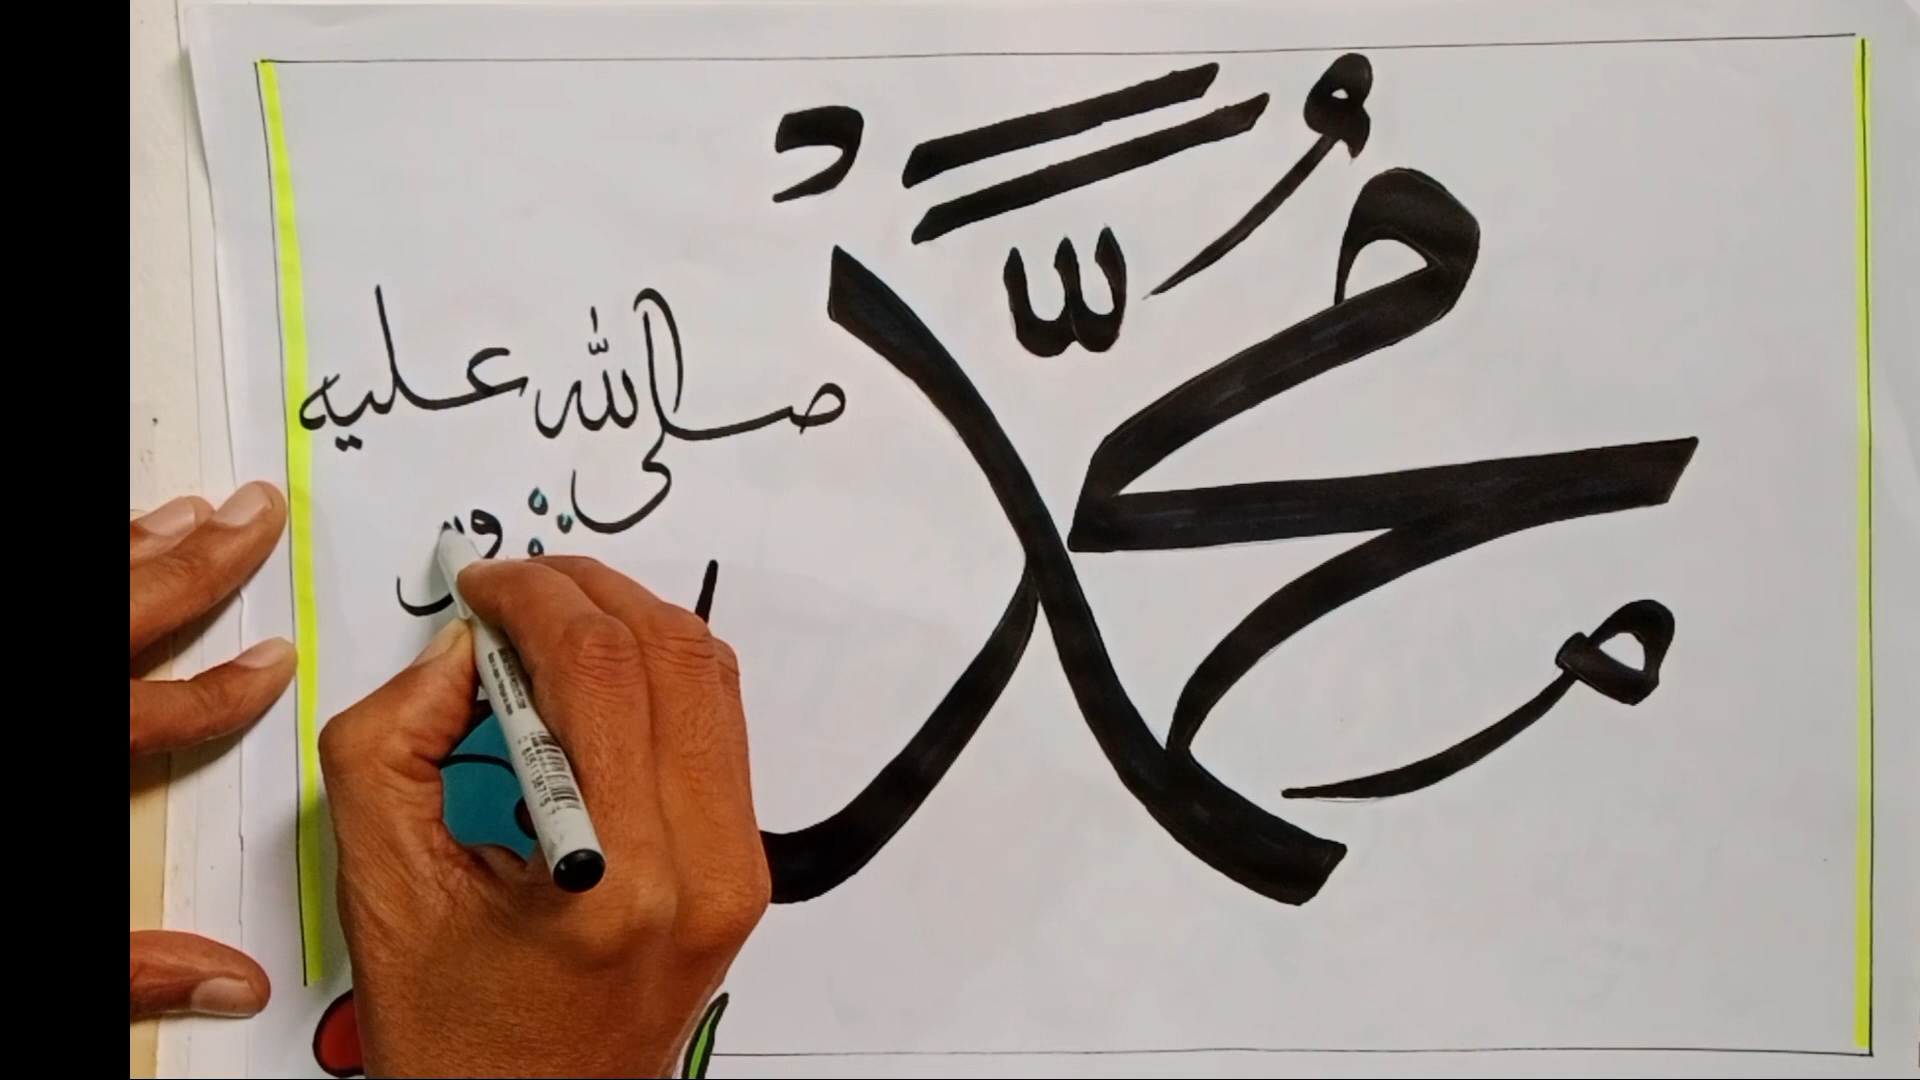 مُحَمَّدٌ
صلى الله عليه
و